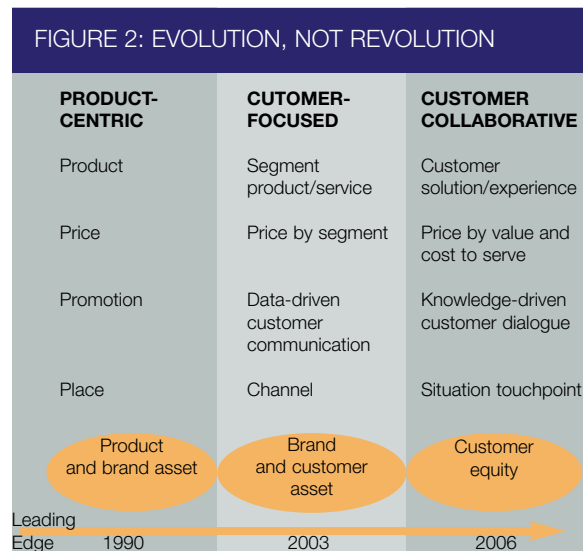 FIGURE 2: EVOLUTION, NOT REVOLUTION
PRODUCT-
CENTRIC
CUTOMER-
FOCUSED
CUSTOMER
COLLABORATIVE
Product
Segment
product/service
Customer
solution/experience
Price
Price by segment
Price by value and
cost to serve
Promotion
Data-driven
customer
communication
Knowledge-driven
customer dialogue
Place
Channel
Situation touchpoint
Product
and brand asset
Brand
and customer
asset
Customer
equity
Leading
Edge
1990
2003
2006